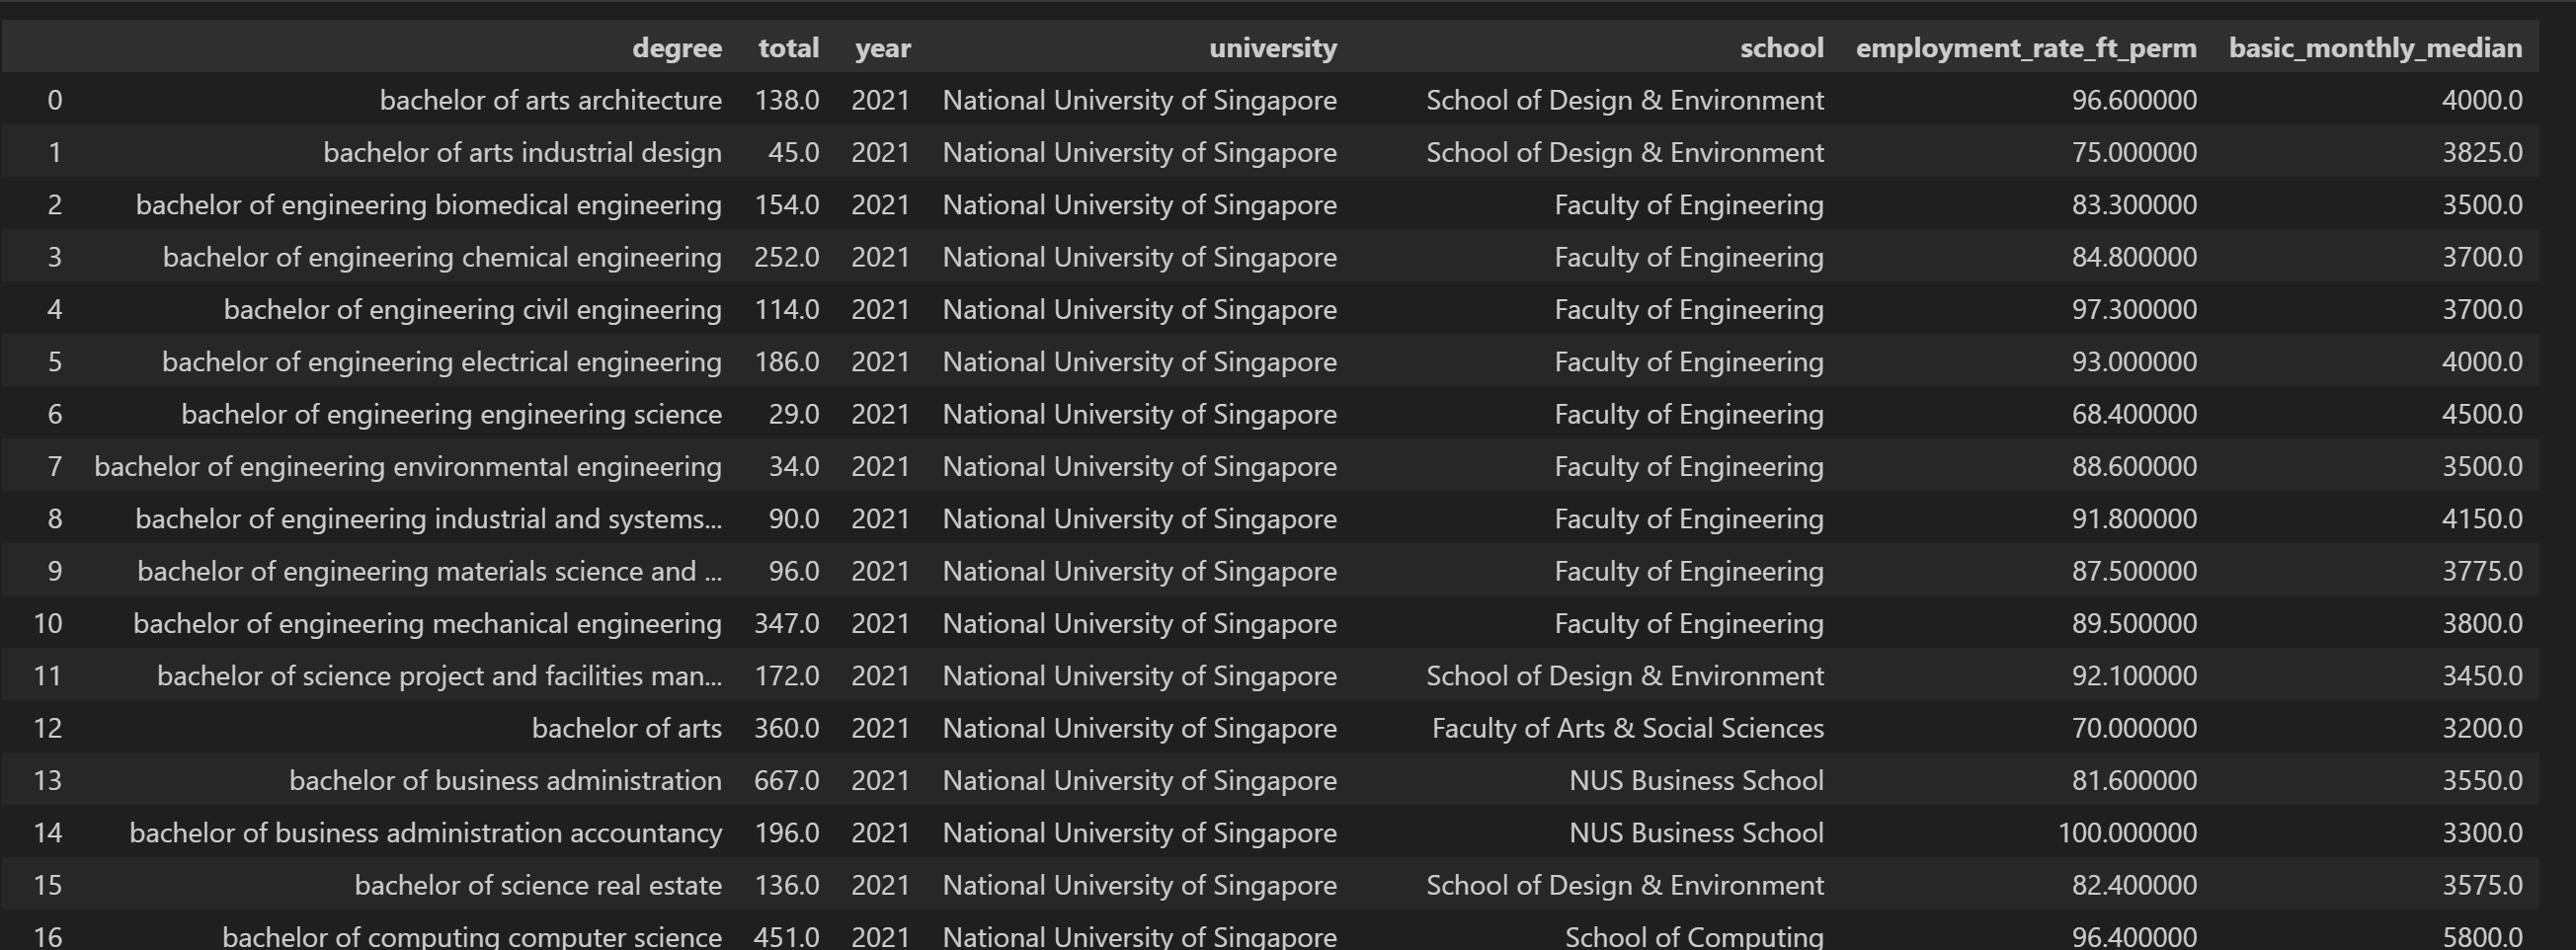 degree total year university school employment_rate_ft_perm basic_monthly_median
0 bachelor of arts architecture 138.0 2021 National University of Singapore School of Design & Environment 96.600000 4000.0
1 bachelor of arts industrial design 45.0 2021 National University of Singapore School of Design & Environment 75.000000 3825.0
2 bachelor of engineering biomedical engineering 154.0 2021 National University of Singapore Faculty of Engineering 83.300000 3500.0
3 bachelor of engineering chemical engineering 252.0 2021 National University of Singapore Faculty of Engineering 84.800000 3700.0
4 bachelor of engineering civil engineering 114.0 2021 National University of Singapore Faculty of Engineering 97.300000 3700.0
5 bachelor of engineering electrical engineering 186.0 2021 National University of Singapore Faculty of Engineering 93.000000 4000.0
6 bachelor of engineering engineering science 29.0 2021 National University of Singapore Faculty of Engineering 68.400000 4500.0
7 bachelor of engineering environmental engineering 34.0 2021 National University of Singapore Faculty of Engineering 88.600000 3500.0
8 bachelor of engineering industrial and systems... 90.0 2021 National University of Singapore Faculty of Engineering 91.800000 4150.0
9 bachelor of engineering materials science and ... 96.0 2021 National University of Singapore Faculty of Engineering 87.500000 3775.0
10 bachelor of engineering mechanical engineering 347.0 2021 National University of Singapore Faculty of Engineering 89.500000 3800.0
11 bachelor of science project and facilities man... 172.0 2021 National University of Singapore School of Design & Environment 92.100000 3450.0
12 bachelor of arts 360.0 2021 National University of Singapore Faculty of Arts & Social Sciences 70.000000 3200.0
13 bachelor of business administration 667.0 2021 National University of Singapore NUS Business School 81.600000 3550.0
14 bachelor of business administration accountancy 196.0 2021 National University of Singapore NUS Business School 100.000000 3300.0
15 bachelor of science real estate 136.0 2021 National University of Singapore School of Design & Environment 82.400000 3575.0
16 bachelor of computing computer science 451.0 2021 National University of Singapore School of Computing 96.400000 5800.0